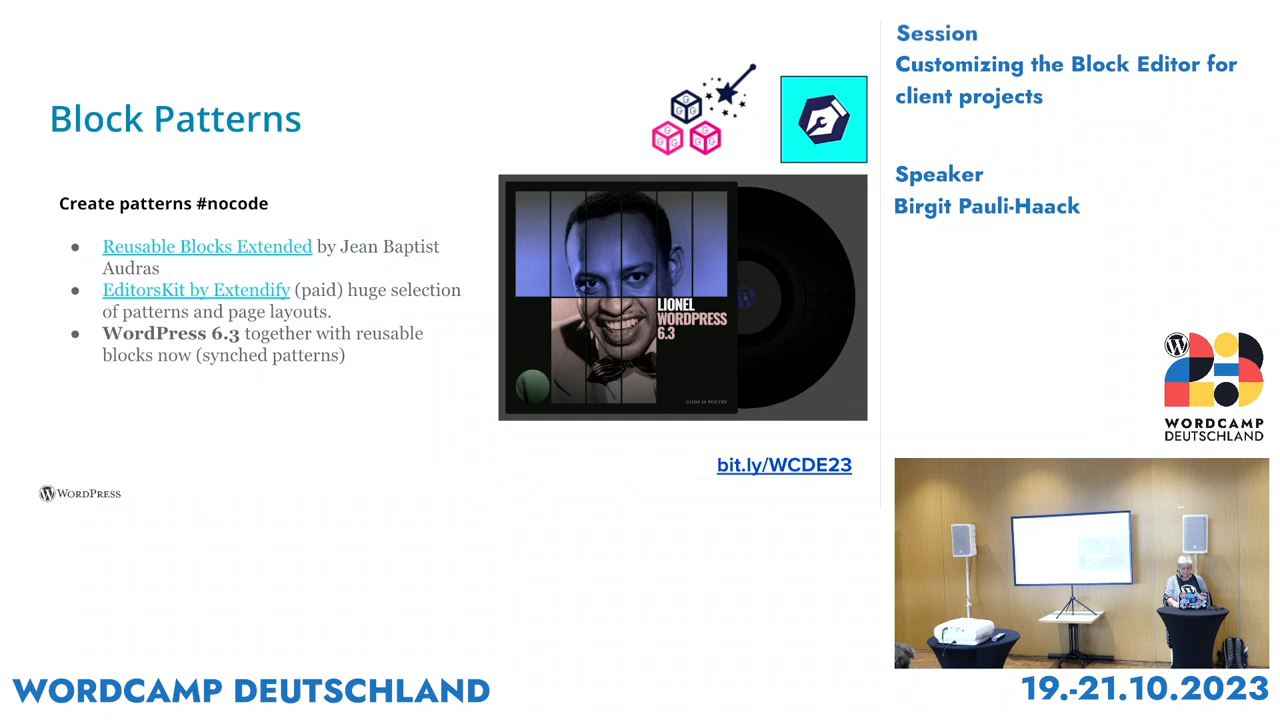 Block Patterns
Create patterns #nocode
● Reusable Blocks Extended by Jean Baptist
Audras
● EditorsKit by Extendify (paid) huge selection
of patterns and page layouts.
● WordPress 6.3 together with reusable
blocks now (synched patterns)
LIONEL
WORDPRESS
6.3
CODE IS POETRY
bit.ly/WCDE23
WORDPRESS
Session
Customizing the Block Editor for
client projects
Speaker
Birgit Pauli-Haack
WORDCAMP
DEUTSCHLAND
WORDCAMP DEUTSCHLAND
19.-21.10.2023